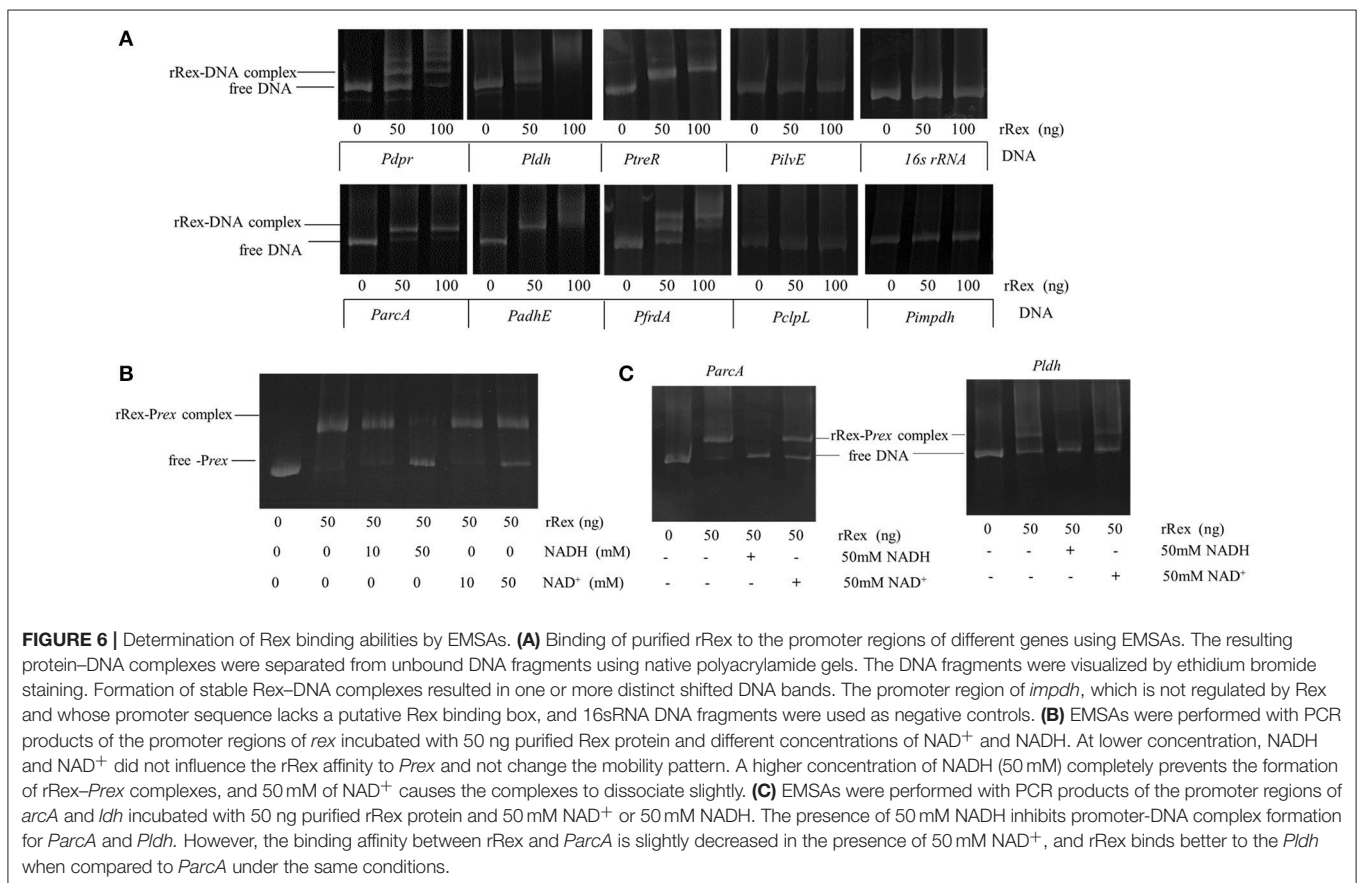 A
rRex-DNA complex
free DNA
0 50 100 0 50 100 0 50 100 0 50 100 0 50 100 rRex (ng)
Pdpr Pldh PtreR PilvE 16s rRNA DNA
rRex-DNA complex
free DNA
0 50 100 0 50 100 0 50 100 0 50 100 0 50 100 rRex (ng)
ParcA PadhE PfrdA PclpL Pimpdh DNA
B
rRex-Prex complex
free -Prex
0 50 50 50 50 50 rRex (ng)
0 0 10 50 0 0 NADH (mM)
0 0 0 0 10 50 NAD+ (mM)
C
ParcA Pldh
rRex-Prex complex
free DNA
0 50 50 50 rRex (ng)
- - + - 50mM NADH
- - - + 50mM NAD+
0 50 50 50 rRex (ng)
- - + - 50mM NADH
- - - + 50mM NAD+
FIGURE 6 | Determination of Rex binding abilities by EMSAs. (A) Binding of purified rRex to the promoter regions of different genes using EMSAs. The resulting
protein–DNA complexes were separated from unbound DNA fragments using native polyacrylamide gels. The DNA fragments were visualized by ethidium bromide
staining. Formation of stable Rex–DNA complexes resulted in one or more distinct shifted DNA bands. The promoter region of impdh, which is not regulated by Rex
and whose promoter sequence lacks a putative Rex binding box, and 16sRNA DNA fragments were used as negative controls. (B) EMSAs were performed with PCR
products of the promoter regions of rex incubated with 50 ng purified Rex protein and different concentrations of NAD+ and NADH. At lower concentration, NADH
and NAD+ did not influence the rRex affinity to Prex and not change the mobility pattern. A higher concentration of NADH (50 mM) completely prevents the formation
of rRex–Prex complexes, and 50 mM of NAD+ causes the complexes to dissociate slightly. (C) EMSAs were performed with PCR products of the promoter regions of
arcA and ldh incubated with 50 ng purified rRex protein and 50 mM NAD+ or 50 mM NADH. The presence of 50 mM NADH inhibits promoter-DNA complex formation
for ParcA and Pldh. However, the binding affinity between rRex and ParcA is slightly decreased in the presence of 50 mM NAD+, and rRex binds better to the Pldh
when compared to ParcA under the same conditions.